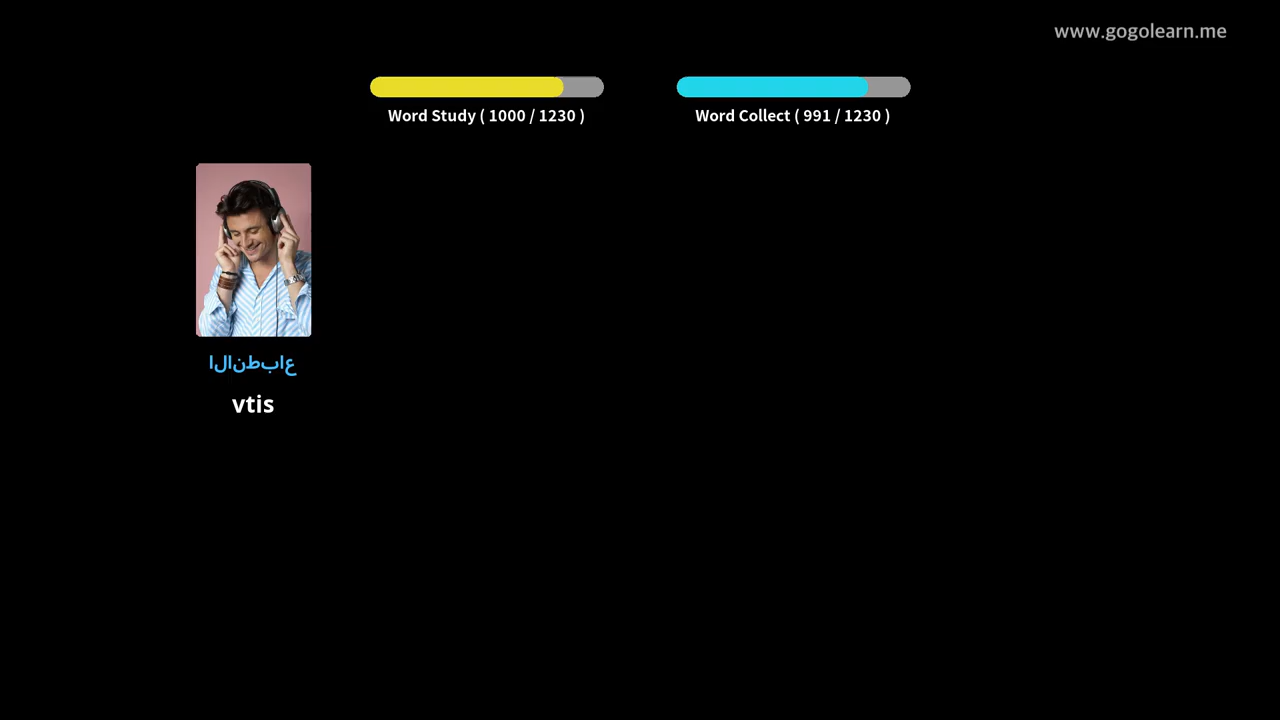 www.gogolearn.me
Word Study ( 1000 / 1230 )
Word Collect ( 991 / 1230 )
الانطباع
vtis